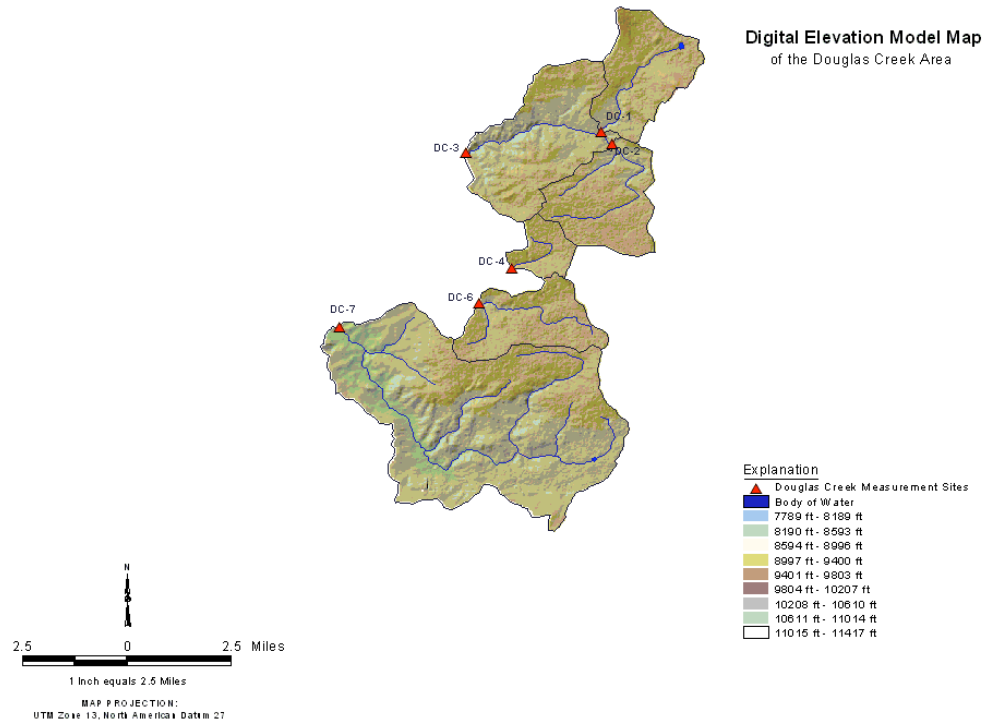 Digital Elevation Model Map
of the Douglas Creek Area
DC-1
DC-2
DC-3
DC-4
DC-6
DC-7
Explanation
Douglas Creek Measurement Sites
Body of Water
7789 ft - 8189 ft
8190 ft - 8593 ft
8594 ft - 8996 ft
8997 ft - 9400 ft
9401 ft - 9803 ft
9804 ft - 10207 ft
10208 ft - 10610 ft
10611 ft - 11014 ft
11015 ft - 11417 ft
N
2.5 0 2.5 Miles
1 Inch equals 2.5 Miles
MAP PROJECTION:
UTM Zone 13, North American Datum 27